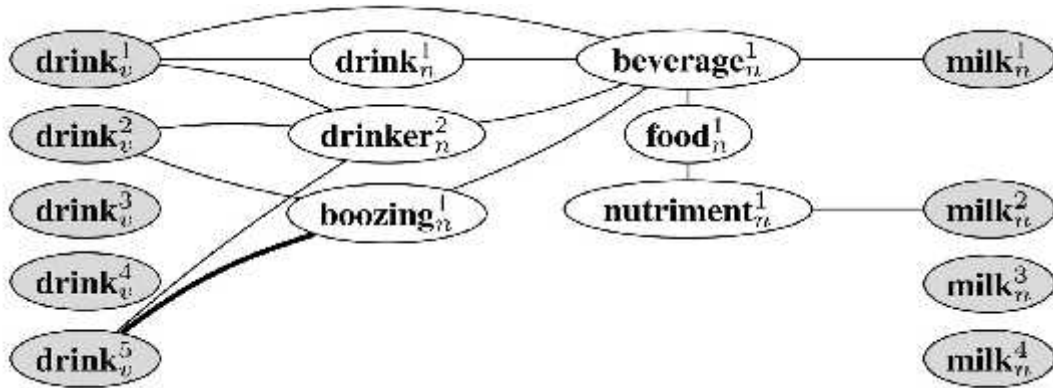 drink¹ᵥ drink¹ₙ beverage¹ₙ milk¹ₙ
drink²ᵥ drinker²ₙ food¹ₙ
drink³ᵥ boozing¹ₙ nutriment¹ₙ milk²ₙ
drink⁴ᵥ milk³ₙ
drink⁵ᵥ milk⁴ₙ